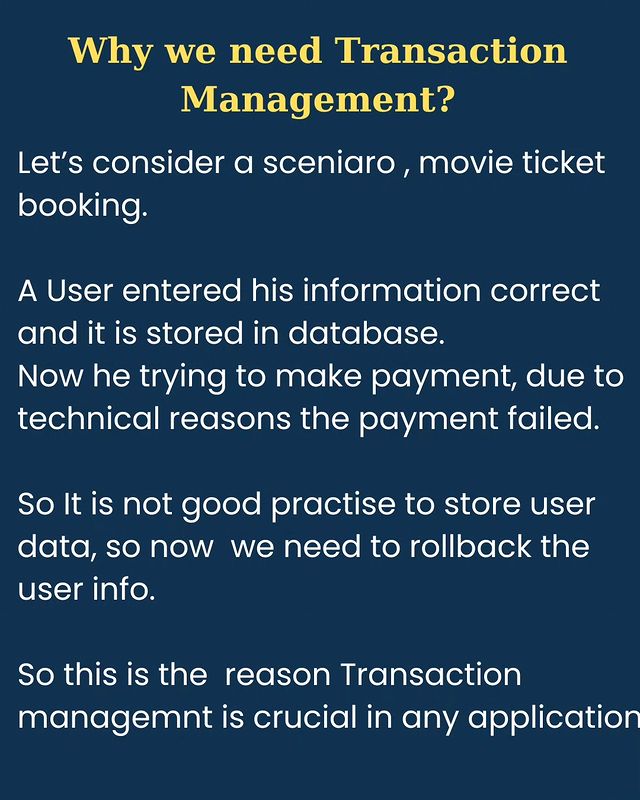 Why we need Transaction
Management?
Let’s consider a sceniaro , movie ticket
booking.
A User entered his information correct
and it is stored in database.
Now he trying to make payment, due to
technical reasons the payment failed.
So It is not good practise to store user
data, so now  we need to rollback the
user info.
So this is the  reason Transaction
managemnt is crucial in any application